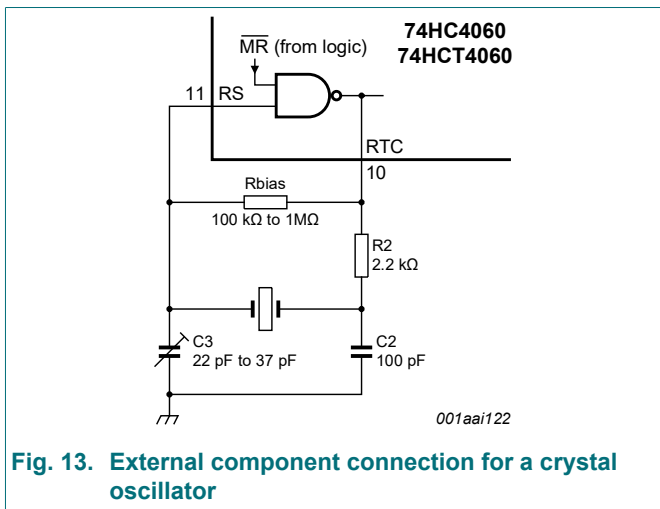 74HC4060
74HCT4060
MR (from logic)
11 RS
RTC
10
Rbias
100 kΩ to 1MΩ
R2
2.2 kΩ
C3
22 pF to 37 pF
C2
100 pF
001aai122
Fig. 13. External component connection for a crystal
oscillator